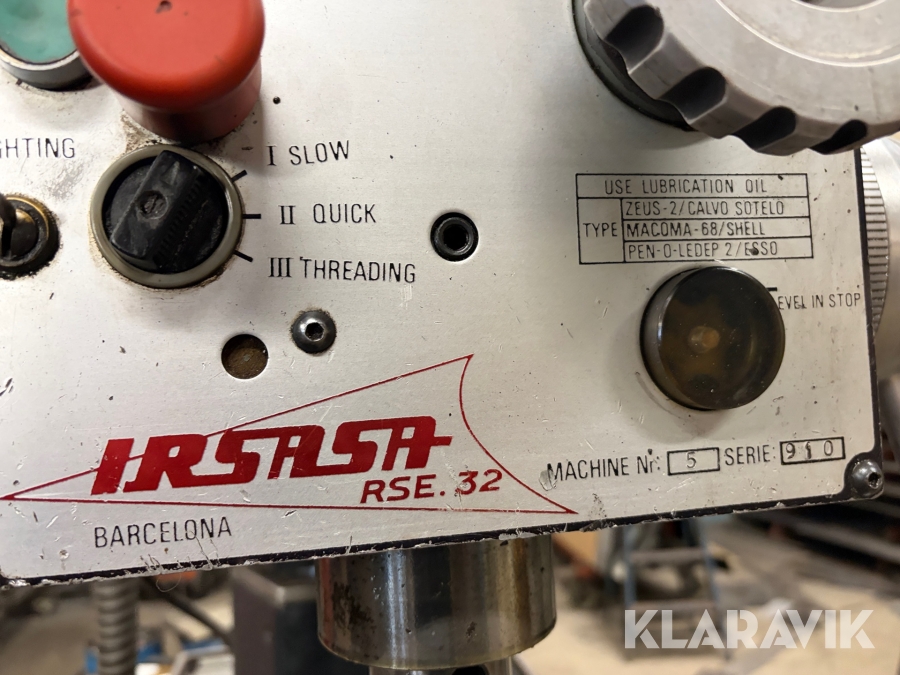 GHTING
I SLOW
II QUICK
III THREADING
USE LUBRICATION OIL
TYPE
ZEUS-2/CALVO SOTELO
MACOMA-68/SHELL
PEN-O-LEDEP 2/ESSO
EVEL IN STOP
IRSASA
RSE. 32
MACHINE Nr: 5 SERIE: 910
BARCELONA
KLARAVIK